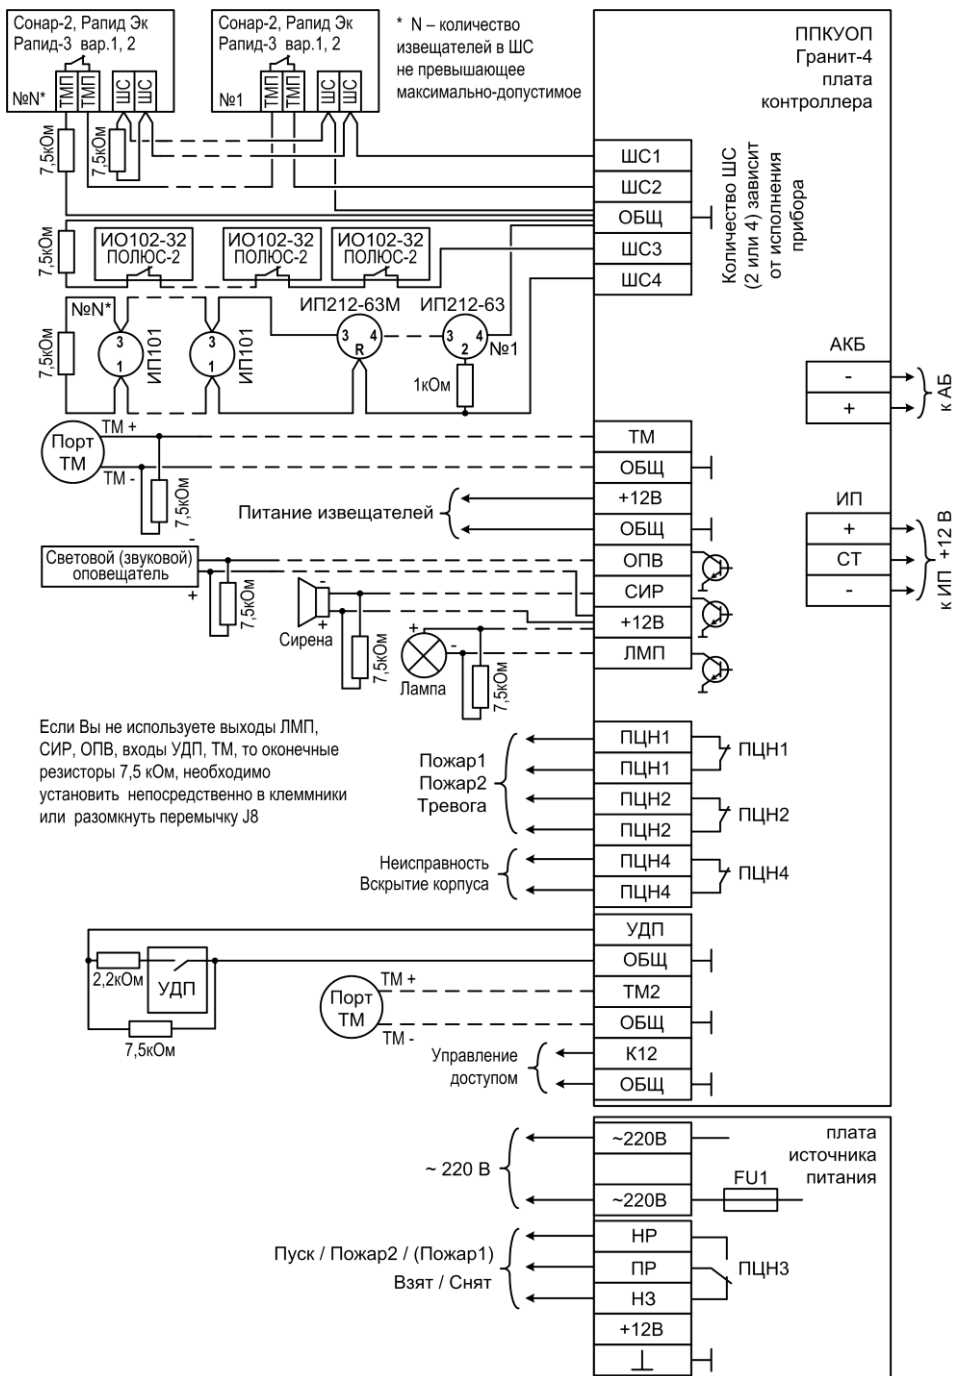 Сонар-2, Рапид Эк
Рапид-3 вар.1, 2
ТМП
ТМП
ШС
ШС
№N*
Сонар-2, Рапид Эк
Рапид-3 вар.1, 2
ТМП
ТМП
ШС
ШС
№1
* N – количество
извещателей в ШС
не превышающее
максимально-допустимое
ППКУОП
Гранит-4
плата
контроллера
7,5кОм
7,5кОм
ШС1
ШС2
ОБЩ
ШС3
ШС4
Количество ШС
(2 или 4) зависит
от исполнения
прибора
7,5кОм
ИО102-32
ПОЛЮС-2
ИО102-32
ПОЛЮС-2
ИО102-32
ПОЛЮС-2
№N*
ИП212-63М
ИП212-63
7,5кОм
3
1
ИП101
3
1
ИП101
3 4
R
3 4
2
№1
1кОм
АКБ
-
+
к АБ
Порт
ТМ
ТМ +
ТМ -
7,5кОм
ТМ
ОБЩ
+12В
ОБЩ
ОПВ
СИР
+12В
ЛМП
Питание извещателей
ИП
+
СТ
-
к ИП +12 В
Световой (звуковой)
оповещатель
-
+
7,5кОм
-
+
Сирена
7,5кОм
+
-
Лампа
7,5кОм
Если Вы не используете выходы ЛМП,
СИР, ОПВ, входы УДП, ТМ, то оконечные
резисторы 7,5 кОм, необходимо
установить непосредственно в клеммники
или разомкнуть перемычку J8
Пожар1
Пожар2
Тревога
ПЦН1
ПЦН1
ПЦН2
ПЦН2
ПЦН4
ПЦН4
ПЦН1
ПЦН2
ПЦН4
Неисправность
Вскрытие корпуса
УДП
ОБЩ
ТМ2
ОБЩ
К12
ОБЩ
2,2кОм
УДП
7,5кОм
Порт
ТМ
ТМ +
ТМ -
Управление
доступом
~ 220 В
~220В
~220В
плата
источника
питания
FU1
Пуск / Пожар2 / (Пожар1)
Взят / Снят
НР
ПР
НЗ
+12В
ПЦН3